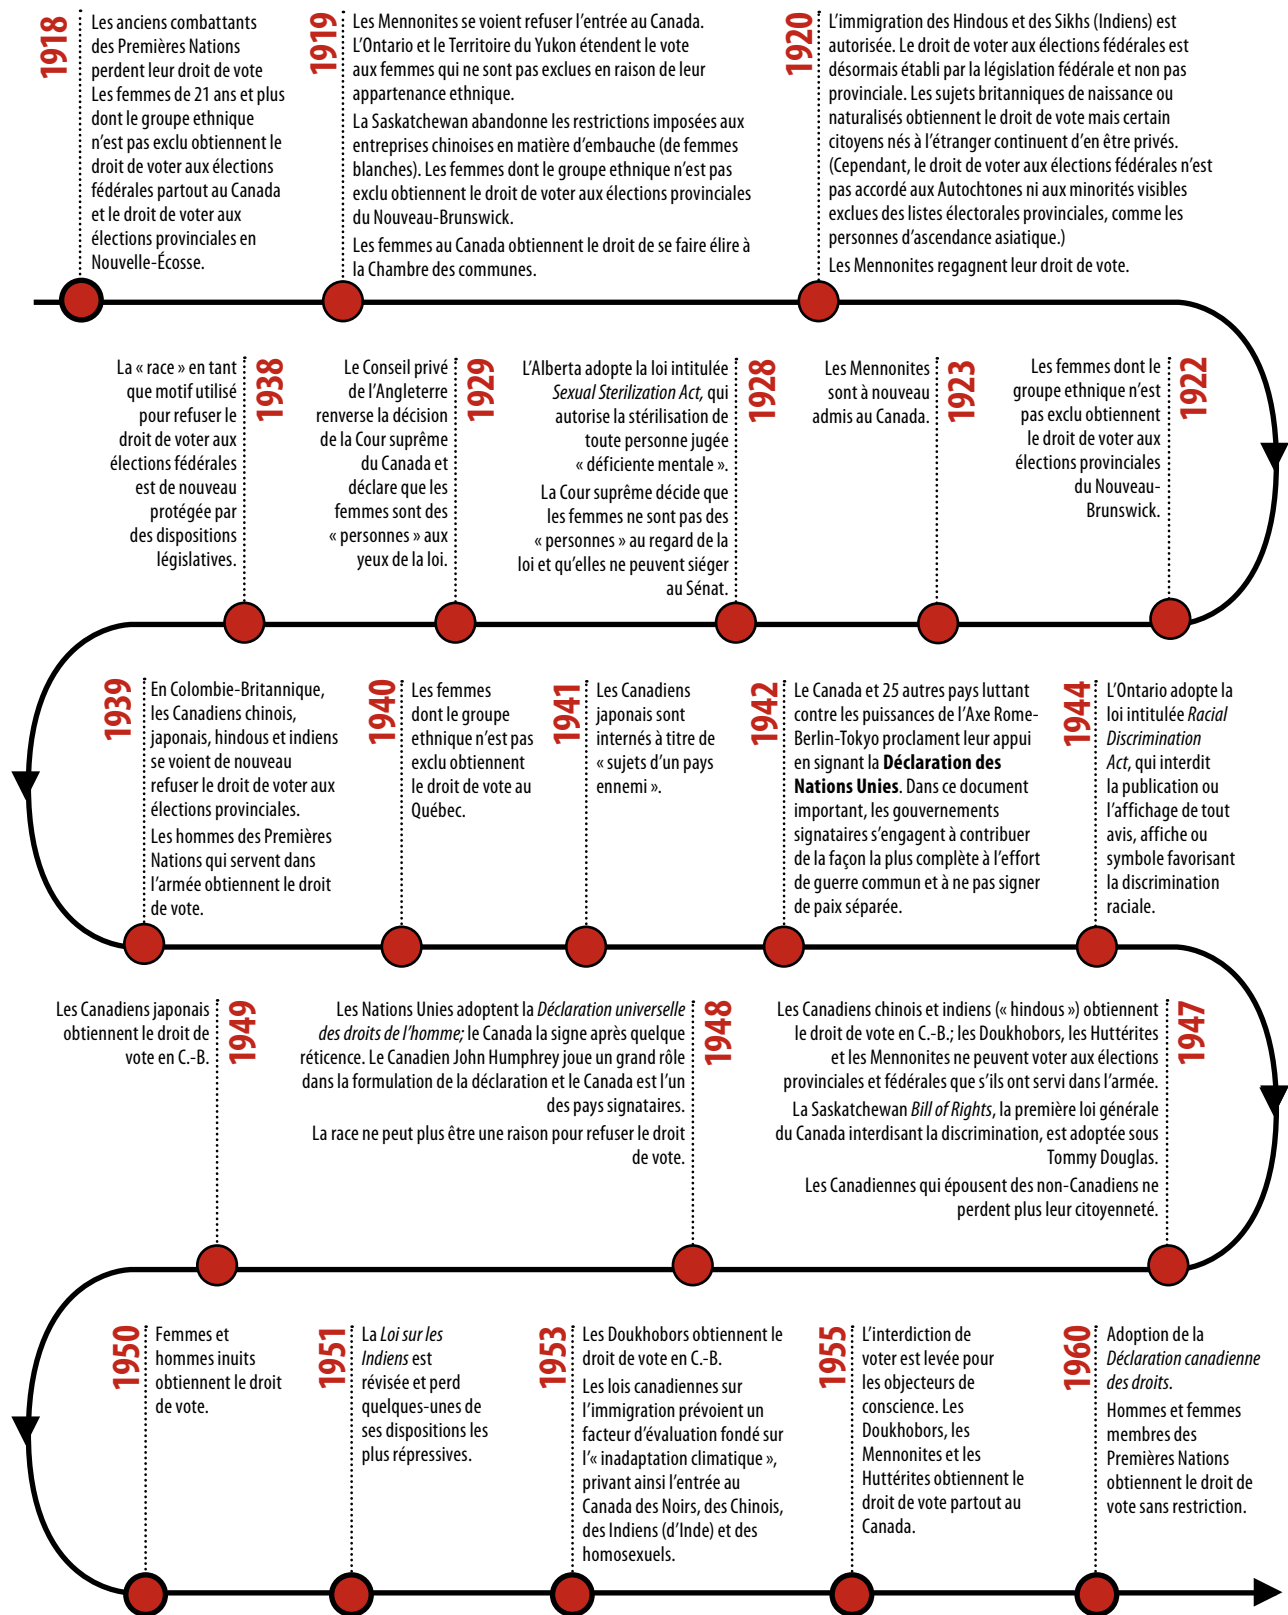 1918
Les anciens combattants
des Premières Nations
perdent leur droit de vote
Les femmes de 21 ans et plus
dont le groupe ethnique
n'est pas exclu obtiennent le
droit de voter aux élections
fédérales partout au Canada
et le droit de voter aux
élections provinciales en
Nouvelle-Écosse.
1919
Les Mennonites se voient refuser l'entrée au Canada.
L'Ontario et le Territoire du Yukon étendent le vote
aux femmes qui ne sont pas exclues en raison de leur
appartenance ethnique.
La Saskatchewan abandonne les restrictions imposées aux
entreprises chinoises en matière d'embauche (de femmes
blanches). Les femmes dont le groupe ethnique n'est pas
exclu obtiennent le droit de voter aux élections provinciales
du Nouveau-Brunswick.
Les femmes au Canada obtiennent le droit de se faire élire à
la Chambre des communes.
1920
L'immigration des Hindous et des Sikhs (Indiens) est
autorisée. Le droit de voter aux élections fédérales est
désormais établi par la législation fédérale et non pas
provinciale. Les sujets britanniques de naissance ou
naturalisés obtiennent le droit de vote mais certain
citoyens nés à l'étranger continuent d'en être privés.
(Cependant, le droit de voter aux élections fédérales n'est
pas accordé aux Autochtones ni aux minorités visibles
exclues des listes électorales provinciales, comme les
personnes d'ascendance asiatique.)
Les Mennonites regagnent leur droit de vote.
1922
Les femmes dont le
groupe ethnique n'est
pas exclu obtiennent
le droit de voter aux
élections provinciales
du Nouveau-
Brunswick.
1923
Les Mennonites
sont à nouveau
admis au Canada.
1928
L'Alberta adopte la loi intitulée
Sexual Sterilization Act, qui
autorise la stérilisation de
toute personne jugée
« déficiente mentale ».
La Cour suprême décide que
les femmes ne sont pas des
« personnes » au regard de la
loi et qu'elles ne peuvent siéger
au Sénat.
1929
Le Conseil privé
de l'Angleterre
renverse la décision
de la Cour suprême
du Canada et
déclare que les
femmes sont des
« personnes » aux
yeux de la loi.
1938
La « race » en tant
que motif utilisé
pour refuser le
droit de voter aux
élections fédérales
est de nouveau
protégée par
des dispositions
législatives.
1939
En Colombie-Britannique,
les Canadiens chinois,
japonais, hindous et indiens
se voient de nouveau
refuser le droit de voter aux
élections provinciales.
Les hommes des Premières
Nations qui servent dans
l'armée obtiennent le droit
de vote.
1940
Les femmes
dont le groupe
ethnique n'est pas
exclu obtiennent
le droit de vote au
Québec.
1941
Les Canadiens
japonais sont
internés à titre de
« sujets d'un pays
ennemi ».
1942
Le Canada et 25 autres pays luttant
contre les puissances de l'Axe Rome-
Berlin-Tokyo proclament leur appui
en signant la Déclaration des
Nations Unies. Dans ce document
important, les gouvernements
signataires s'engagent à contribuer
de la façon la plus complète à l'effort
de guerre commun et à ne pas signer
de paix séparée.
1944
L'Ontario adopte la
loi intitulée Racial
Discrimination
Act, qui interdit
la publication ou
l'affichage de tout
avis, affiche ou
symbole favorisant
la discrimination
raciale.
1947
Les Canadiens chinois et indiens (« hindous ») obtiennent
le droit de vote en C.-B.; les Doukhobors, les Huttérites
et les Mennonites ne peuvent voter aux élections
provinciales et fédérales que s'ils ont servi dans l'armée.
La Saskatchewan Bill of Rights, la première loi générale
du Canada interdisant la discrimination, est adoptée sous
Tommy Douglas.
Les Canadiennes qui épousent des non-Canadiens ne
perdent plus leur citoyenneté.
1948
Les Nations Unies adoptent la Déclaration universelle
des droits de l'homme; le Canada la signe après quelque
réticence. Le Canadien John Humphrey joue un grand rôle
dans la formulation de la déclaration et le Canada est l'un
des pays signataires.
La race ne peut plus être une raison pour refuser le droit
de vote.
1949
Les Canadiens japonais
obtiennent le droit de
vote en C.-B.
1950
Femmes et
hommes inuits
obtiennent le droit
de vote.
1951
La Loi sur les
Indiens est
révisée et perd
quelques-unes de
ses dispositions les
plus répressives.
1953
Les Doukhobors obtiennent le
droit de vote en C.-B.
Les lois canadiennes sur
l'immigration prévoient un
facteur d'évaluation fondé sur
l'« inadaptation climatique »,
privant ainsi l'entrée au
Canada des Noirs, des Chinois,
des Indiens (d'Inde) et des
homosexuels.
1955
L'interdiction de
voter est levée pour
les objecteurs de
conscience. Les
Doukhobors, les
Mennonites et les
Huttérites obtiennent le
droit de vote partout au
Canada.
1960
Adoption de la
Déclaration canadienne
des droits.
Hommes et femmes
membres des
Premières Nations
obtiennent le droit de
vote sans restriction.